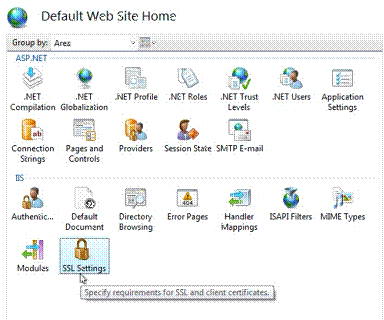 Default Web Site Home
Group by: Area
ASP.NET
.NET Compilation
.NET Globalization
.NET Profile
.NET Roles
.NET Trust Levels
.NET Users
Application Settings
Connection Strings
Pages and Controls
Providers
Session State
SMTP E-mail
IIS
Authentic...
Default Document
Directory Browsing
Error Pages
404
Handler Mappings
ISAPI Filters
MIME Types
Modules
SSL Settings
Specify requirements for SSL and client certificates.